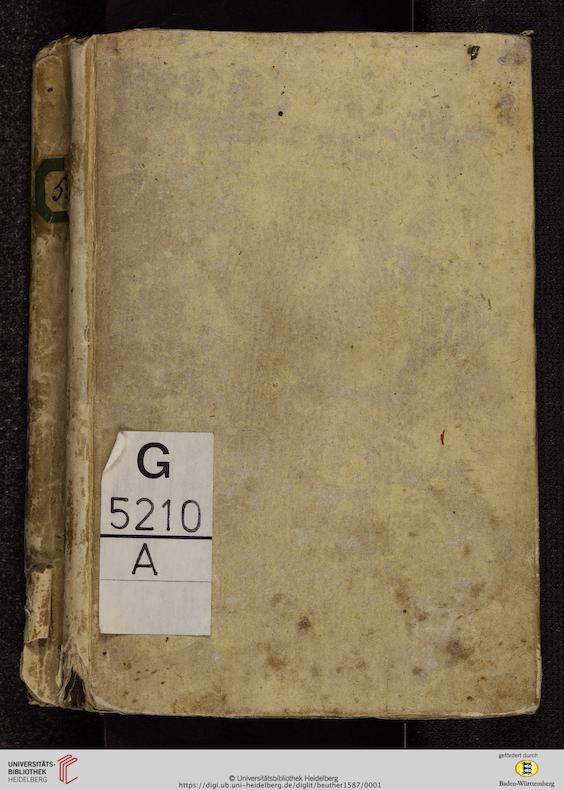 5
G
5210
A
UNIVERSITÄTS-
BIBLIOTHEK
HEIDELBERG
© Universitätsbibliothek Heidelberg
https://digi.ub.uni-heidelberg.de/diglit/beuther1587/0001
gefördert durch
Baden-Württemberg